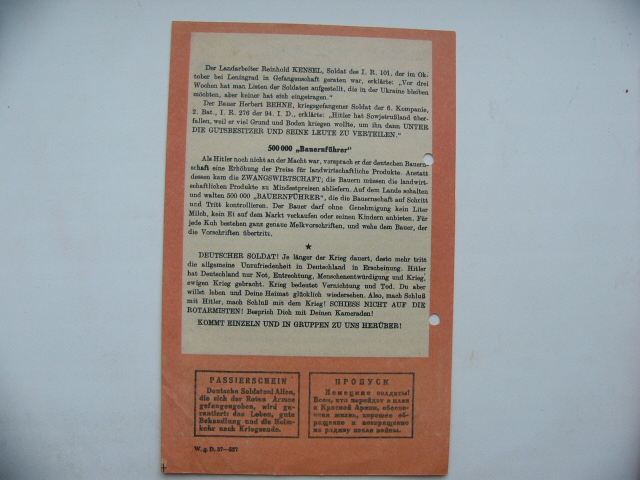 Der Landarbeiter Reinhold KENSEL, Soldat des I. R. 101, der im Ok-
tober bei Leningrad in Gefangenschaft geraten war, erklärte: „Vor drei
Wochen hat man Listen der Soldaten aufgestellt, die in der Ukraine bleiben
möchten, aber keiner hat sich eingetragen.“
Der Bauer Herbert BEHNE, kriegsgefangener Soldat der 6. Kompanie,
2. Bat., I. R. 276 der 94. I. D., erklärte: „Hitler hat Sowjetrußland über-
fallen, weil er viel Grund und Boden kriegen wollte, um ihn dann UNTER
DIE GUTSBESITZER UND SEINE LEUTE ZU VERTEILEN.“
500 000 „Bauernführer“
Als Hitler noch nicht an der Macht war, versprach er der deutschen Bauern-
schaft eine Erhöhung der Preise für landwirtschaftliche Produkte. Anstatt
dessen kam die ZWANGSWIRTSCHAFT; die Bauern müssen die landwirt-
schaftlichen Produkte zu Mindestpreisen abliefern. Auf dem Lande schalten
und walten 500 000 „BAUERNFÜHRER“, die die Bauernschaft auf Schritt
und Tritt kontrollieren. Der Bauer darf ohne Genehmigung kein Liter
Milch, kein Ei auf dem Markt verkaufen oder seinen Kindern anbieten. Für
jede Kuh bestehen ganz genaue Melkvorschriften, und wehe dem Bauer, der
die Vorschriften übertritt.
★
DEUTSCHER SOLDAT! Je länger der Krieg dauert, desto mehr tritt
die allgemeine Unzufriedenheit in Deutschland in Erscheinung. Hitler
hat Deutschland nur Not, Entrechtung, Menschenentwürdigung und Krieg,
ewigen Krieg gebracht. Krieg bedeutet Vernichtung und Tod. Du aber
willst leben und Deine Heimat glücklich wiedersehen. Also, mach Schluß
mit Hitler, mach Schluß mit dem Krieg! SCHIESS NICHT AUF DIE
ROTARMISTEN! Besprich Dich mit Deinen Kameraden!
KOMMT EINZELN UND IN GRUPPEN ZU UNS HERÜBER!
PASSIERSCHEIN
Deutsche Soldaten! Allen,
die sich der Roten Armee
gefangengeben, wird ga-
rantiert: das Leben, gute
Behandlung und die Heim-
kehr nach Kriegsende.
ПРОПУСК
Немецкие солдаты!
Всем, кто перейдет в плен
к Красной Армии, обеспе-
чена жизнь, хорошее об-
ращение и возвращение
на родину после войны.
W. g. D. 37—527